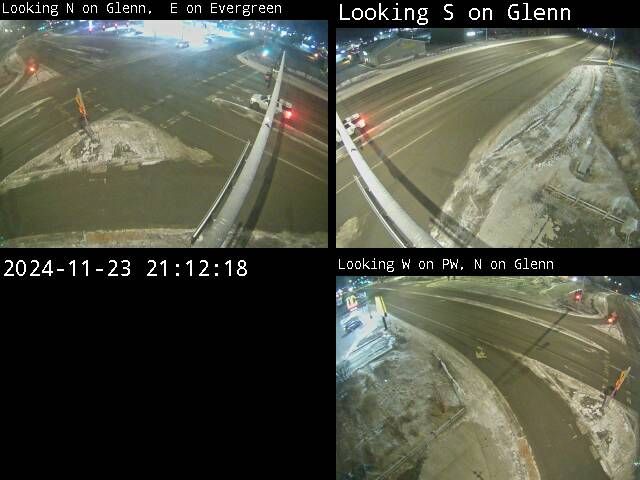 Looking N on Glenn,  E on Evergreen
Looking S on Glenn
2024-11-23 21:12:18
Looking W on PW, N on Glenn